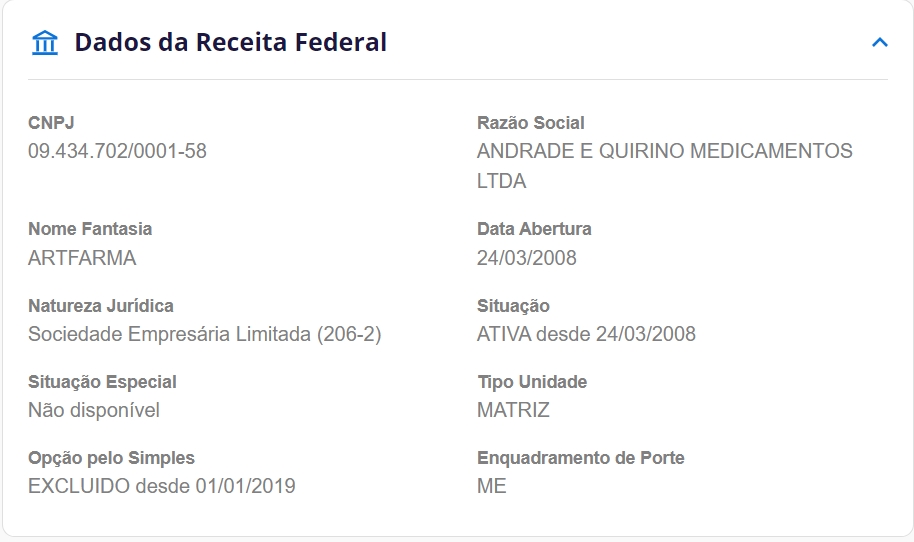 Dados da Receita Federal
CNPJ
09.434.702/0001-58
Razão Social
ANDRADE E QUIRINO MEDICAMENTOS
LTDA
Nome Fantasia
ARTFARMA
Data Abertura
24/03/2008
Natureza Jurídica
Sociedade Empresária Limitada (206-2)
Situação
ATIVA desde 24/03/2008
Situação Especial
Não disponível
Tipo Unidade
MATRIZ
Opção pelo Simples
EXCLUIDO desde 01/01/2019
Enquadramento de Porte
ME